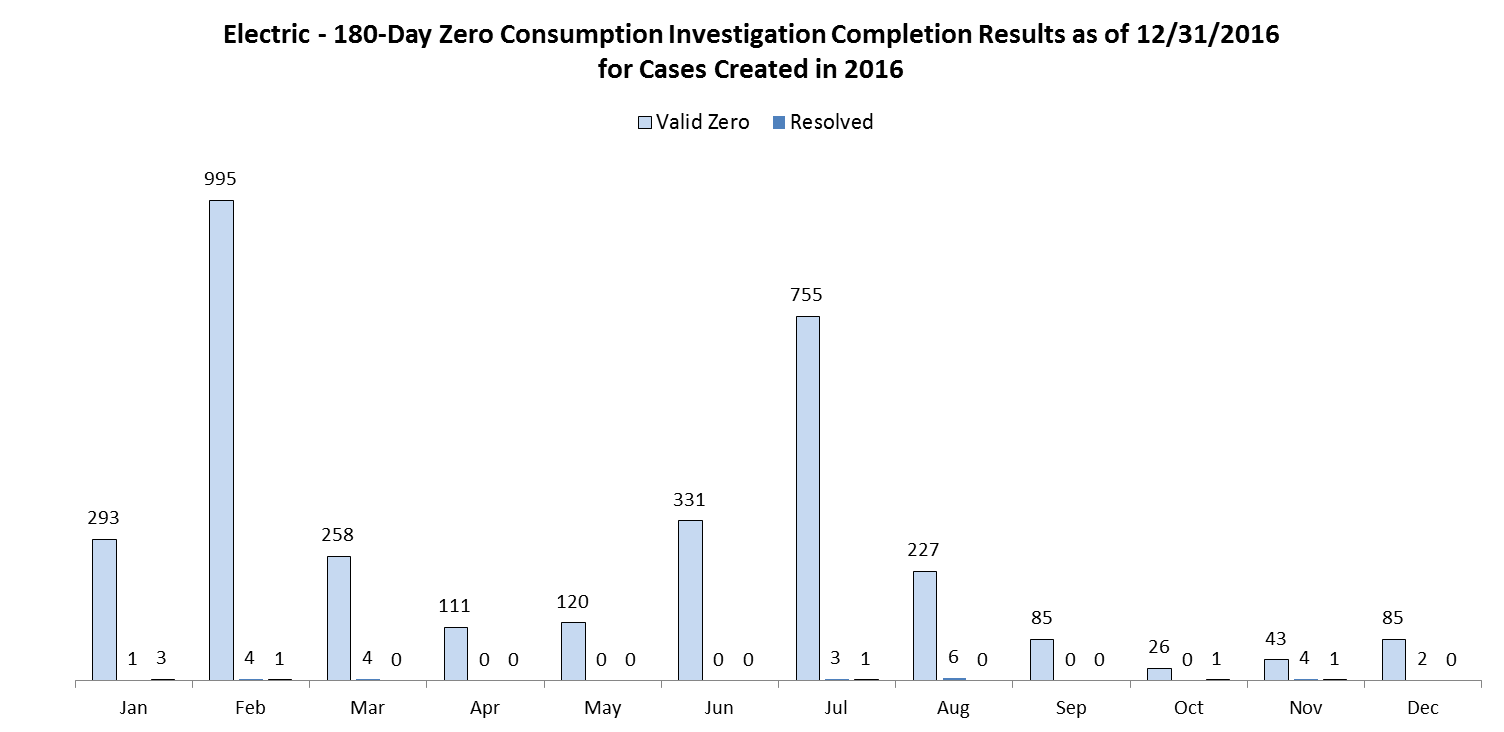 Electric - 180-Day Zero Consumption Investigation Completion Results as of 12/31/2016
for Cases Created in 2016
Valid Zero Resolved
995
755
331
293
258
227
120
111
85 85
43
26
1 3 4 1 4 0 0 0 0 0 0 0 3 1 6 0 0 0 0 1 4 1 2 0
Jan Feb Mar Apr May Jun Jul Aug Sep Oct Nov Dec